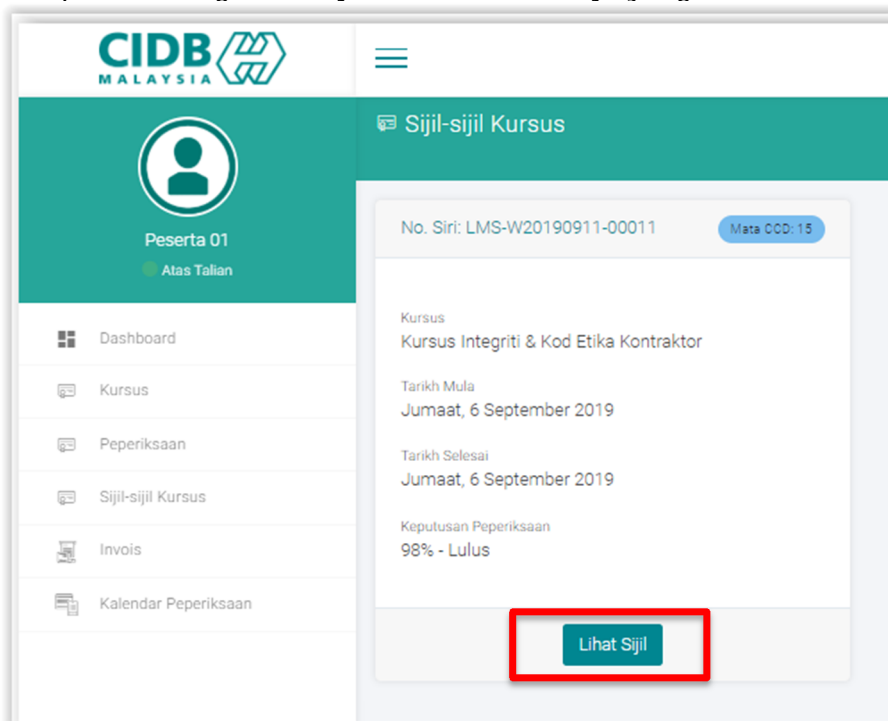 CIDB
MALAYSIA
Sijil-sijil Kursus
Peserta 01
Atas Talian
Dashboard
Kursus
Peperiksaan
Sijil-sijil Kursus
Invois
Kalendar Peperiksaan
No. Siri: LMS-W20190911-00011
Mata CCD: 15
Kursus
Kursus Integriti & Kod Etika Kontraktor
Tarikh Mula
Jumaat, 6 September 2019
Tarikh Selesai
Jumaat, 6 September 2019
Keputusan Peperiksaan
98% - Lulus
Lihat Sijil